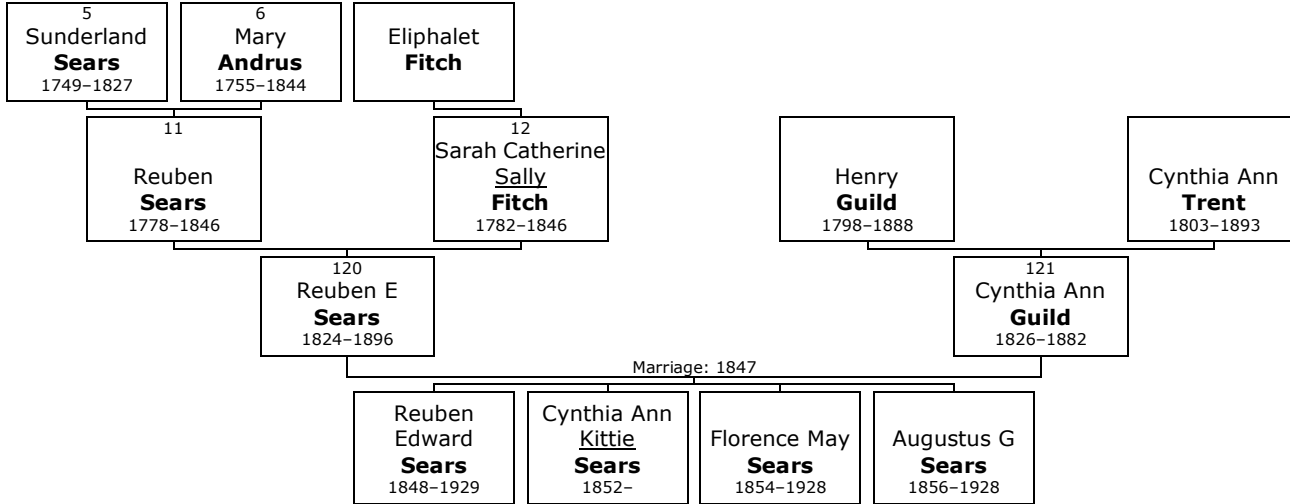 5
Sunderland
Sears
1749–1827
6
Mary
Andrus
1755–1844
Eliphalet
Fitch
11
Reuben
Sears
1778–1846
12
Sarah Catherine
Sally
Fitch
1782–1846
Henry
Guild
1798–1888
Cynthia Ann
Trent
1803–1893
120
Reuben E
Sears
1824–1896
121
Cynthia Ann
Guild
1826–1882
Marriage: 1847
Reuben
Edward
Sears
1848–1929
Cynthia Ann
Kittie
Sears
1852–
Florence May
Sears
1854–1928
Augustus G
Sears
1856–1928